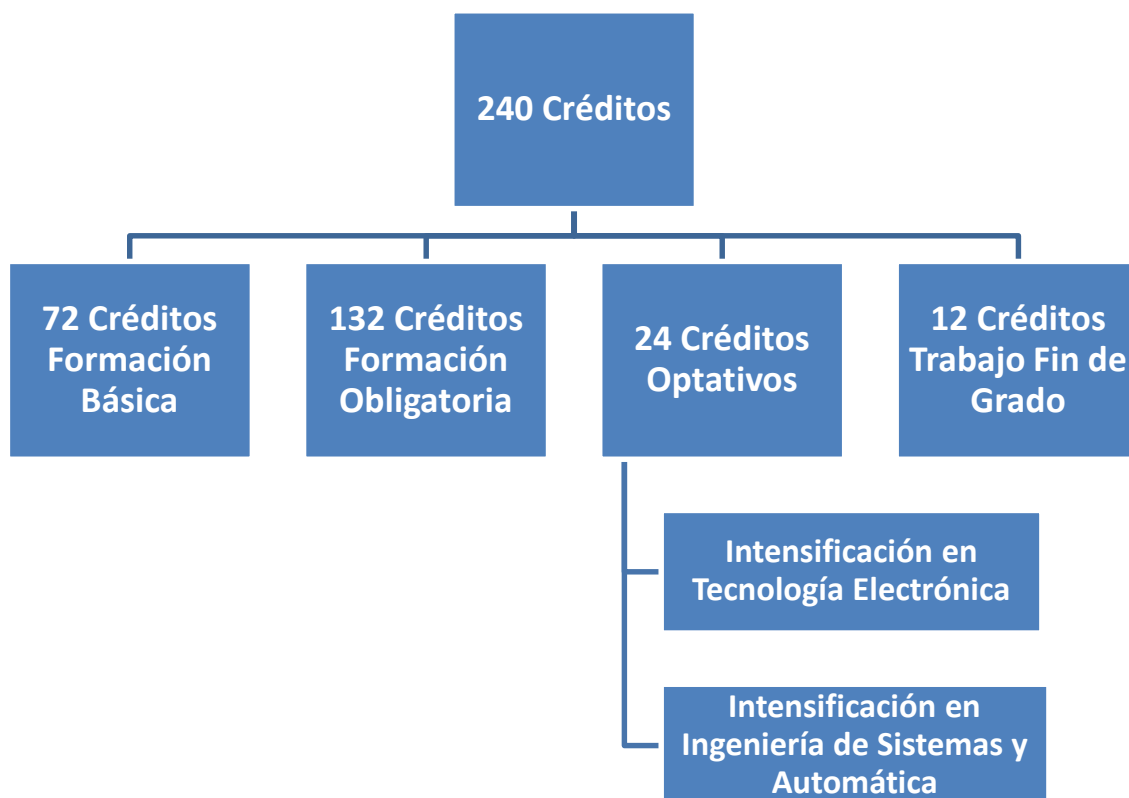 240 Créditos
72 Créditos
Formación
Básica
132 Créditos
Formación
Obligatoria
24 Créditos
Optativos
12 Créditos
Trabajo Fin de
Grado
Intensificación en
Tecnología Electrónica
Intensificación en
Ingeniería de Sistemas y
Automática